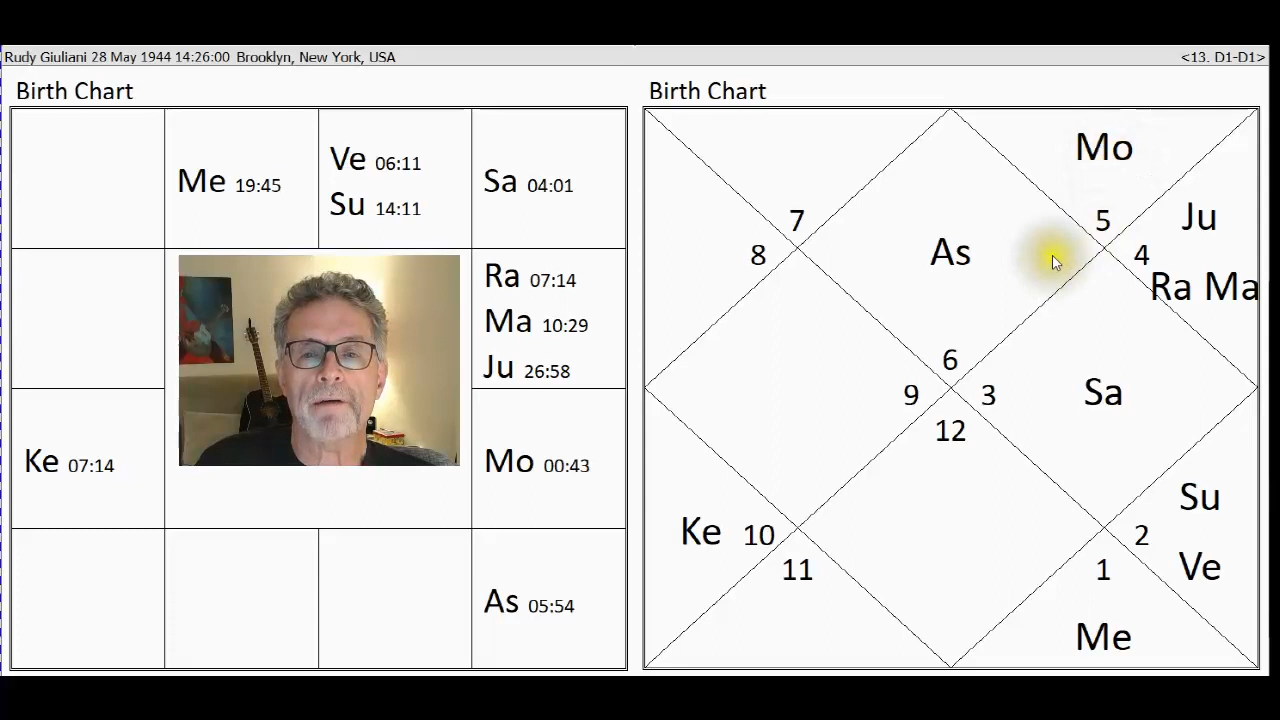 Rudy Giuliani 28 May 1944 14:26:00 Brooklyn, New York, USA
<13. D1-D1>
Birth Chart
Me 19:45
Ve 06:11
Su 14:11
Sa 04:01
Ra 07:14
Ma 10:29
Ju 26:58
Ke 07:14
Mo 00:43
As 05:54
Birth Chart
Mo
7
5
Ju
8
As
4
Ra Ma
6
9
3
Sa
12
Su
Ke 10
2
11
1
Ve
Me